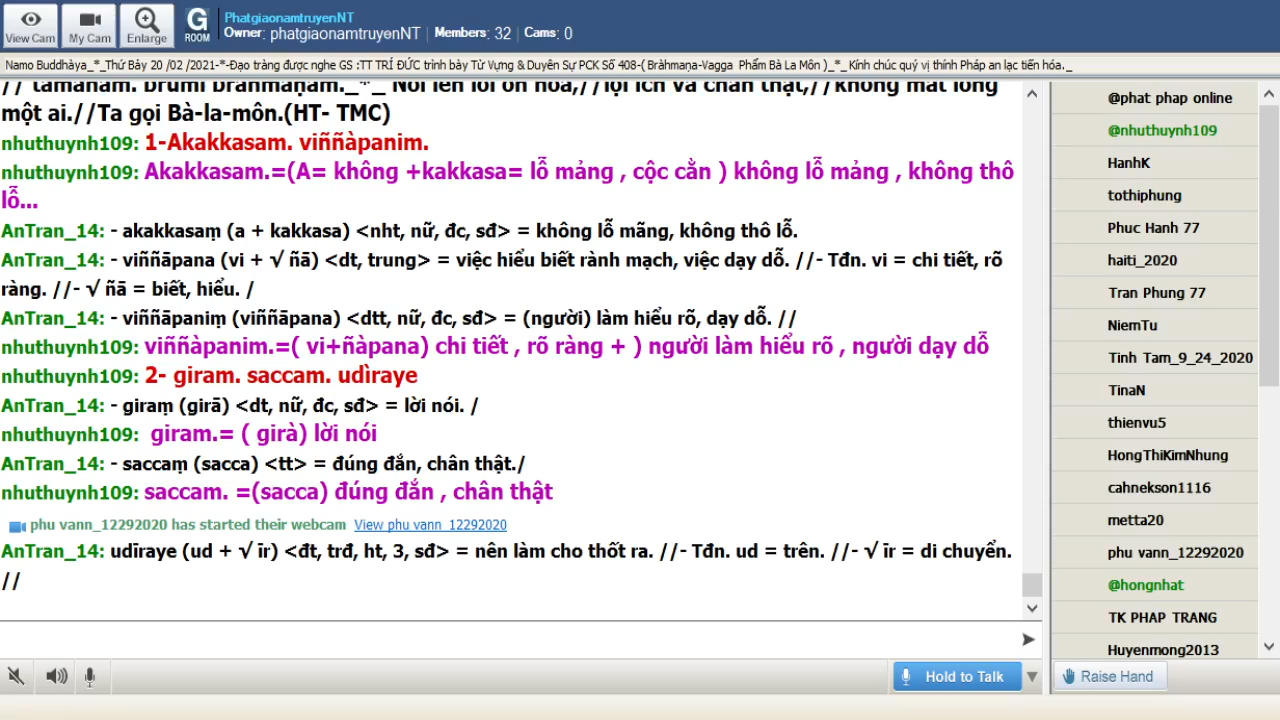 View Cam
My Cam
Enlarge
G
ROOM
PhatgiaonamtruyenNT
Owner: phatgiaonamtruyenNT | Members: 32 | Cams: 0
Namo Buddhàya_*_Thứ Bảy 20 /02 /2021-*-Đạo tràng được nghe GS :TT TRÍ ĐỨC trình bày Từ Vựng & Duyên Sự PCK Số 408-( Bràhmaṇa-Vagga Phẩm Bà La Môn )_*_ Kính chúc quý vị thính Pháp an lạc tiến hóa._
một ai.//Ta gọi Bà-la-môn.(HT- TMC)
nhuthuynh109: 1-Akakkasam. viññàpanim.
nhuthuynh109: Akakkasam.=(A= không +kakkasa= lỗ mảng , cộc cằn ) không lỗ mảng , không thô
lỗ...
AnTran_14: - akakkasaṃ (a + kakkasa) <nht, nữ, đc, sđ> = không lỗ mãng, không thô lỗ.
AnTran_14: - viññāpana (vi + √ ñā) <dt, trung> = việc hiểu biết rành mạch, việc dạy dỗ. //- Tđn. vi = chi tiết, rõ
ràng. //- √ ñā = biết, hiểu. /
AnTran_14: - viññāpaniṃ (viññāpana) <dtt, nữ, đc, sđ> = (người) làm hiểu rõ, dạy dỗ. //
nhuthuynh109: viññàpanim.=( vi+ñàpana) chi tiết , rõ ràng + ) người làm hiểu rõ , người dạy dỗ
nhuthuynh109: 2- giram. saccam. udìraye
AnTran_14: - giraṃ (girā) <dt, nữ, đc, sđ> = lời nói. /
nhuthuynh109: giram.= ( girà) lời nói
AnTran_14: - saccaṃ (sacca) <tt> = đúng đắn, chân thật./
nhuthuynh109: saccam. =(sacca) đúng đắn , chân thật
phu vann_12292020 has started their webcam View phu vann_12292020
AnTran_14: udīraye (ud + √ īr) <đt, trđ, ht, 3, sđ> = nên làm cho thốt ra. //- Tđn. ud = trên. //- √ īr = di chuyển.
//
Hold to Talk
@phat phap online
@nhuthuynh109
HanhK
tothiphung
Phuc Hanh 77
haiti_2020
Tran Phung 77
NiemTu
Tinh Tam_9_24_2020
TinaN
thienvu5
HongThiKimNhung
cahnekson1116
metta20
phu vann_12292020
@hongnhat
TK PHAP TRANG
Huyenmong2013
Raise Hand